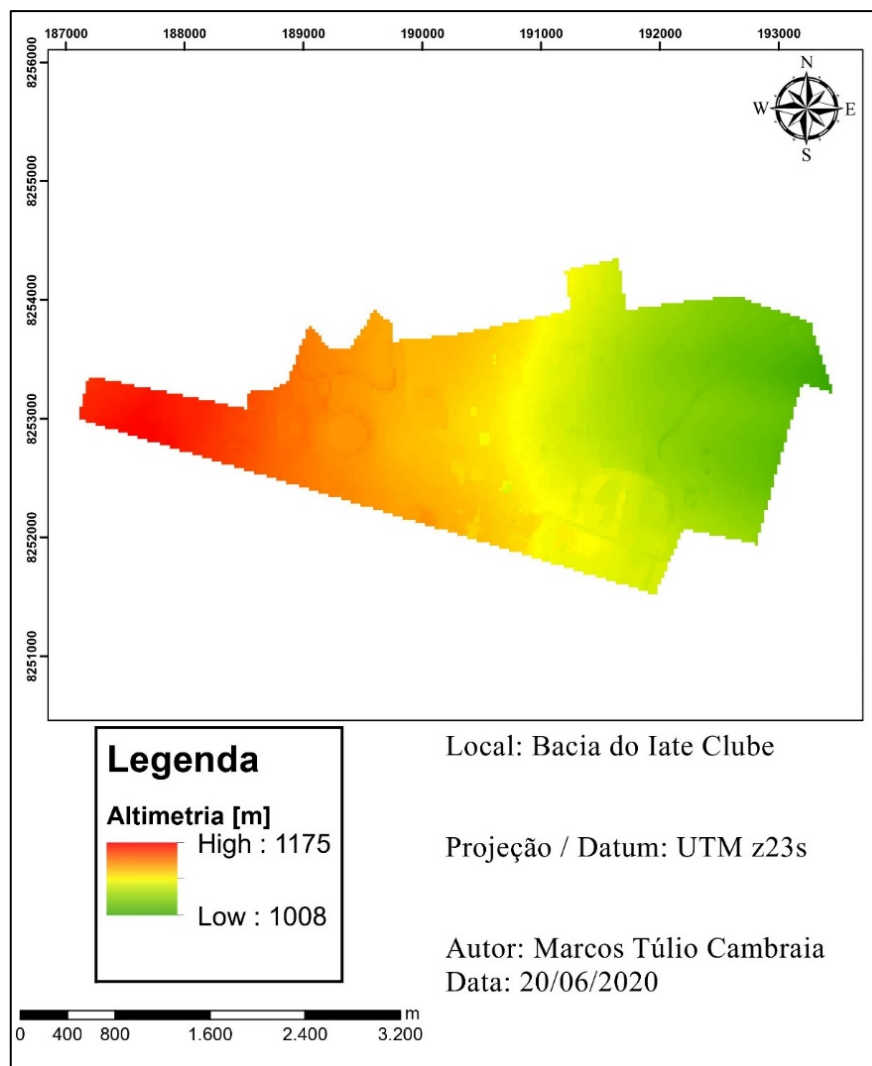 187000 188000 189000 190000 191000 192000 193000
8256000
8255000
8254000
8253000
8252000
8251000
N
W E
S
Legenda
Altimetria [m]
High : 1175
Low : 1008
Local: Bacia do Iate Clube
Projeção / Datum: UTM z23s
Autor: Marcos Túlio Cambraia
Data: 20/06/2020
m
0 400 800 1.600 2.400 3.200